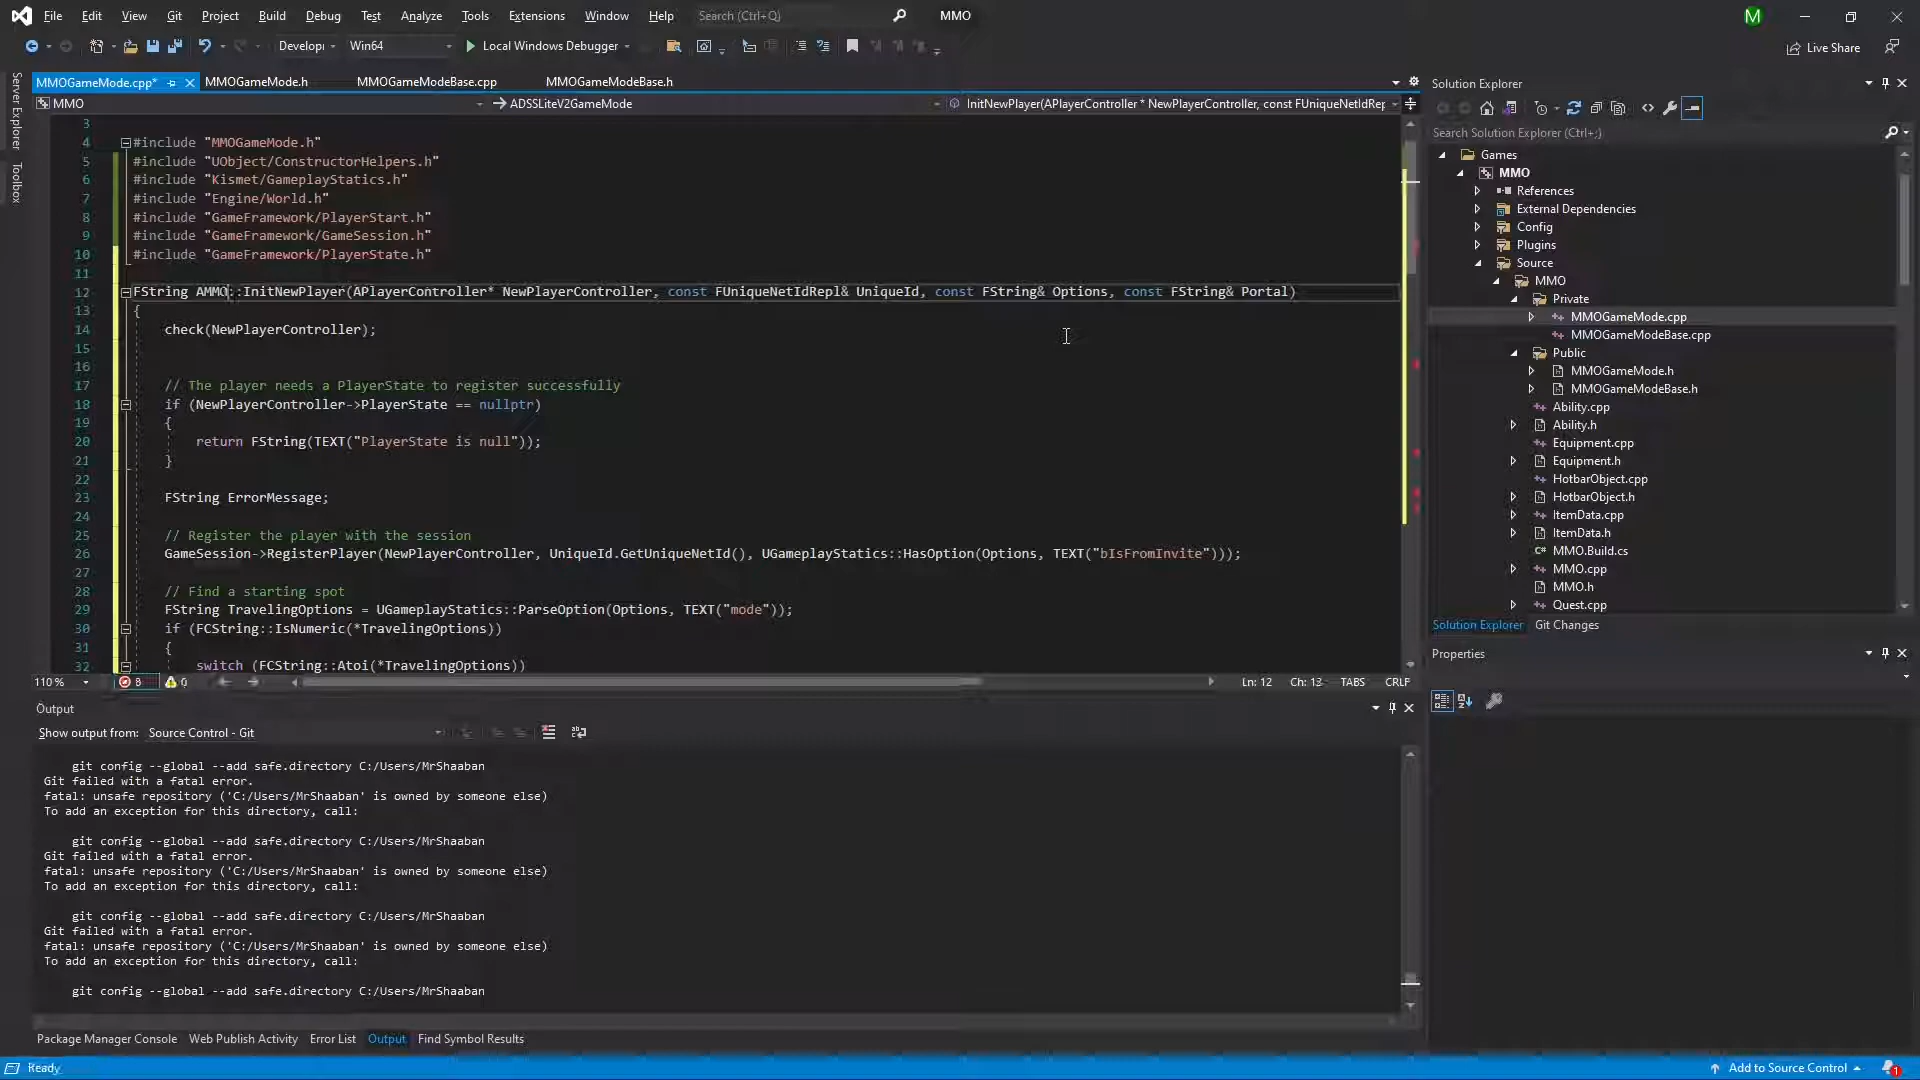 File Edit View Git Project Build Debug Test Analyze Tools Extensions Window Help Search (Ctrl+Q) MMO M
Developi Win64 Local Windows Debugger Live Share
Server Explorer
Toolbox
MMOGameMode.cpp* MMOGameMode.h MMOGameModeBase.cpp MMOGameModeBase.h
MMO ADSSLiteV2GameMode InitNewPlayer(APlayerController * NewPlayerController, const FUniqueNetIdRep
3
4 #include "MMOGameMode.h"
5 #include "UObject/ConstructorHelpers.h"
6 #include "Kismet/GameplayStatics.h"
7 #include "Engine/World.h"
8 #include "GameFramework/PlayerStart.h"
9 #include "GameFramework/GameSession.h"
10 #include "GameFramework/PlayerState.h"
11
12 FString AMMO::InitNewPlayer(APlayerController* NewPlayerController, const FUniqueNetIdRepl& UniqueId, const FString& Options, const FString& Portal)
13 {
14 check(NewPlayerController);
15
16
17 // The player needs a PlayerState to register successfully
18 if (NewPlayerController->PlayerState == nullptr)
19 {
20 return FString(TEXT("PlayerState is null"));
21 }
22
23 FString ErrorMessage;
24
25 // Register the player with the session
26 GameSession->RegisterPlayer(NewPlayerController, UniqueId.GetUniqueNetId(), UGameplayStatics::HasOption(Options, TEXT("bIsFromInvite")));
27
28 // Find a starting spot
29 FString TravelingOptions = UGameplayStatics::ParseOption(Options, TEXT("mode"));
30 if (FCString::IsNumeric(*TravelingOptions))
31 {
32 switch (FCString::Atoi(*TravelingOptions))
110 % 8 0 Ln: 12 Ch: 13 TABS CRLF
Output
Show output from: Source Control - Git
git config --global --add safe.directory C:/Users/MrShaaban
Git failed with a fatal error.
fatal: unsafe repository ('C:/Users/MrShaaban' is owned by someone else)
To add an exception for this directory, call:
git config --global --add safe.directory C:/Users/MrShaaban
Git failed with a fatal error.
fatal: unsafe repository ('C:/Users/MrShaaban' is owned by someone else)
To add an exception for this directory, call:
git config --global --add safe.directory C:/Users/MrShaaban
Git failed with a fatal error.
fatal: unsafe repository ('C:/Users/MrShaaban' is owned by someone else)
To add an exception for this directory, call:
git config --global --add safe.directory C:/Users/MrShaaban
Package Manager Console Web Publish Activity Error List Output Find Symbol Results
Solution Explorer
Search Solution Explorer (Ctrl+;)
Games
MMO
References
External Dependencies
Config
Plugins
Source
MMO
Private
MMOGameMode.cpp
MMOGameModeBase.cpp
Public
MMOGameMode.h
MMOGameModeBase.h
Ability.cpp
Ability.h
Equipment.cpp
Equipment.h
HotbarObject.cpp
HotbarObject.h
ItemData.cpp
ItemData.h
MMO.Build.cs
MMO.cpp
MMO.h
Quest.cpp
Solution Explorer Git Changes
Properties
Ready Add to Source Control 1